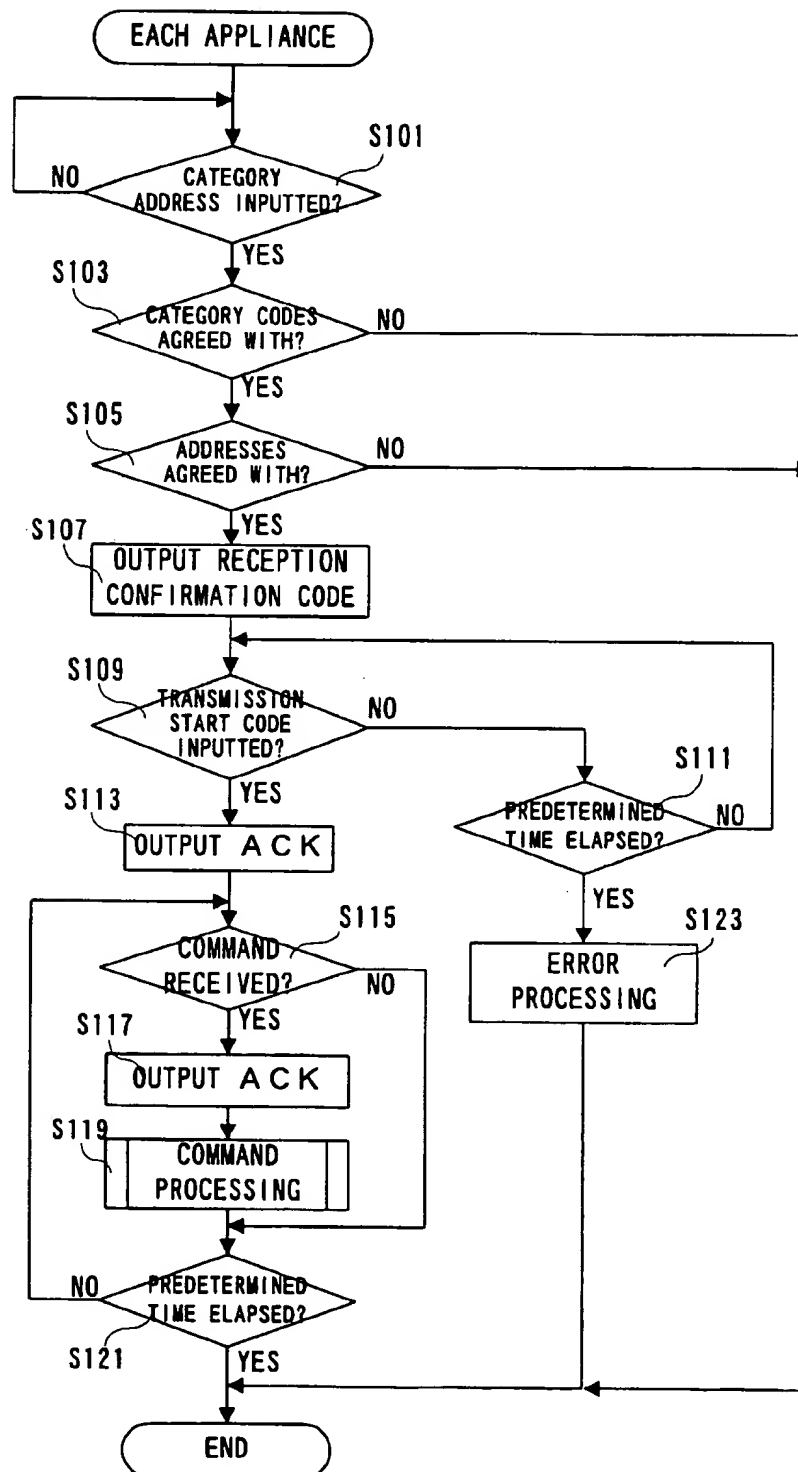 EACH APPLIANCE
S101
NO
CATEGORY
ADDRESS INPUTTED?
YES
S103
CATEGORY CODES
AGREED WITH?
NO
YES
S105
ADDRESSES
AGREED WITH?
NO
YES
S107
OUTPUT RECEPTION
CONFIRMATION CODE
S109
TRANSMISSION
START CODE
INPUTTED?
NO
YES
S111
PREDETERMINED
TIME ELAPSED?
NO
YES
S113
OUTPUT ACK
S115
COMMAND
RECEIVED?
NO
YES
S123
ERROR
PROCESSING
S117
OUTPUT ACK
S119
COMMAND
PROCESSING
NO
PREDETERMINED
TIME ELAPSED?
S121
YES
END